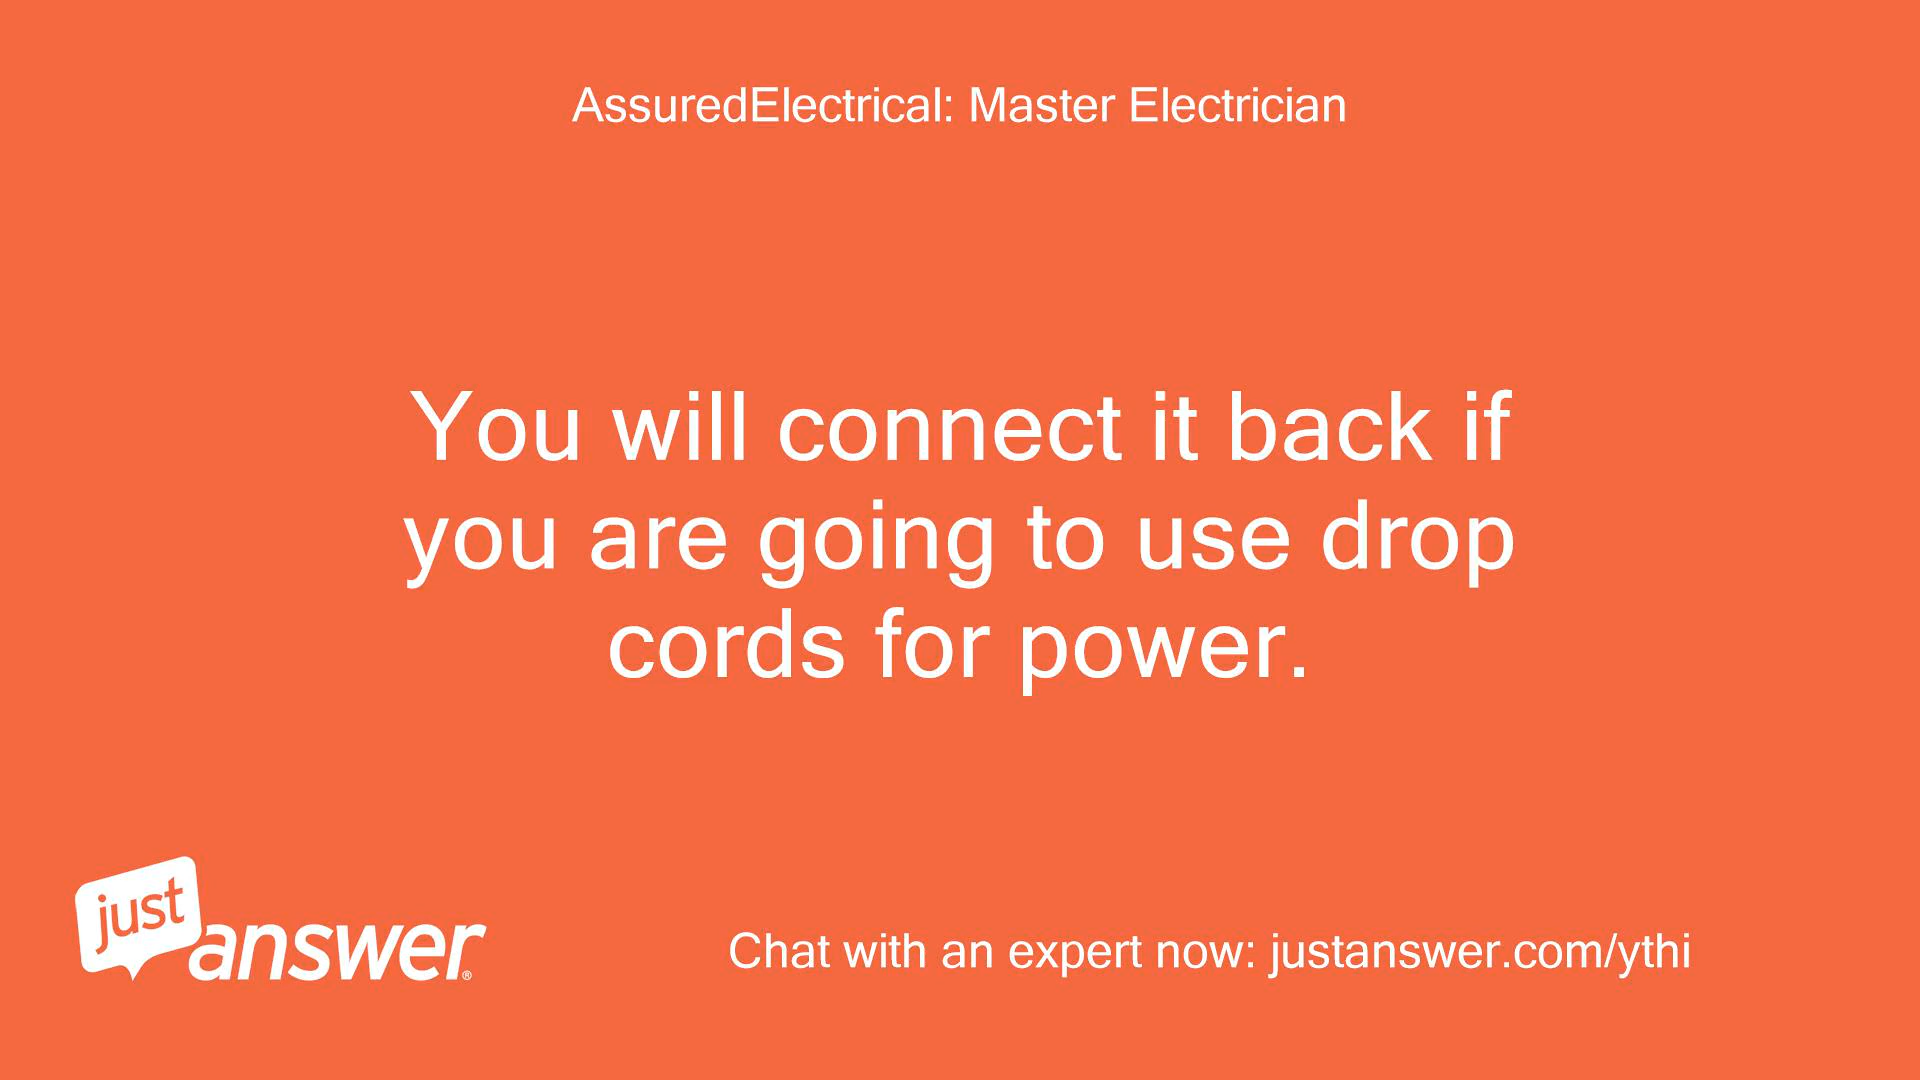 AssuredElectrical: Master Electrician
You will connect it back if
you are going to use drop
cords for power.
just
answer®
Chat with an expert now: justanswer.com/ythi